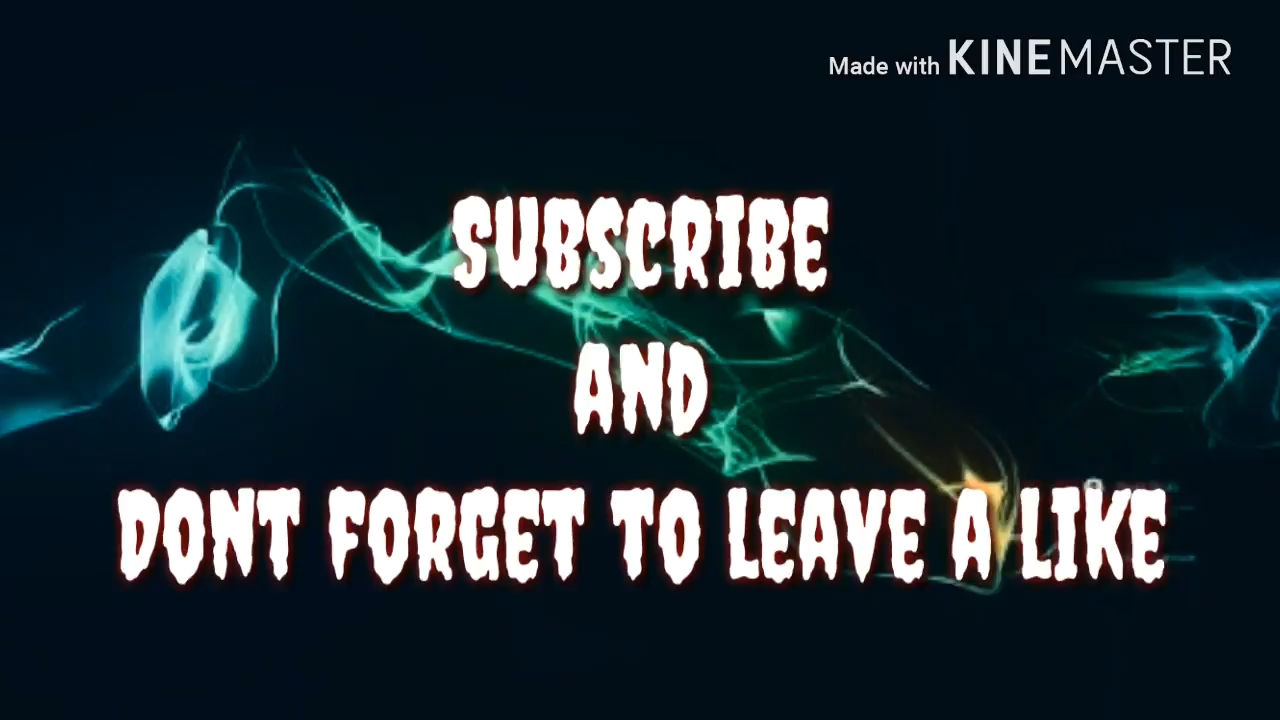 Made with KINEMASTER
SUBSCRIBE
AND
DONT FORGET TO LEAVE A LIKE